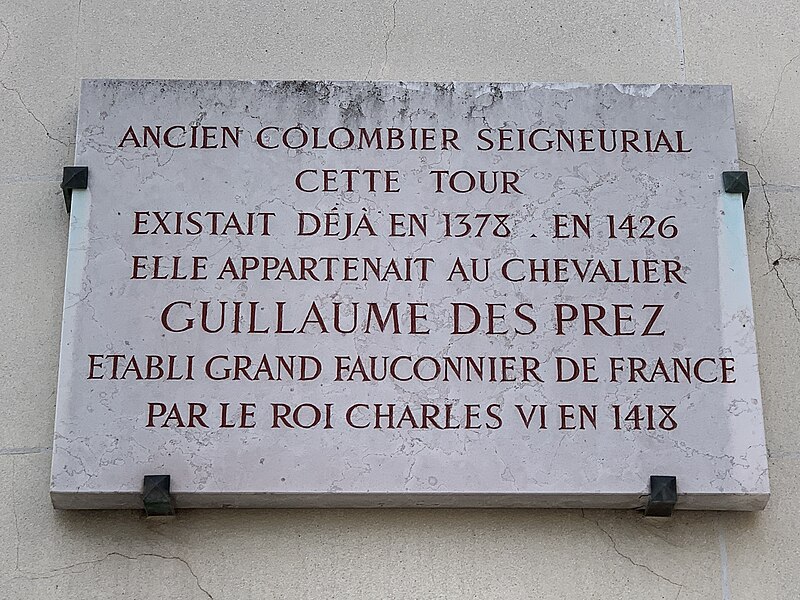 ANCIEN COLOMBIER SEIGNEURIAL
CETTE TOUR
EXISTAIT DÉJÀ EN 1378 . EN 1426
ELLE APPARTENAIT AU CHEVALIER
GUILLAUME DES PREZ
ETABLI GRAND FAUCONNIER DE FRANCE
PAR LE ROI CHARLES VI EN 1418